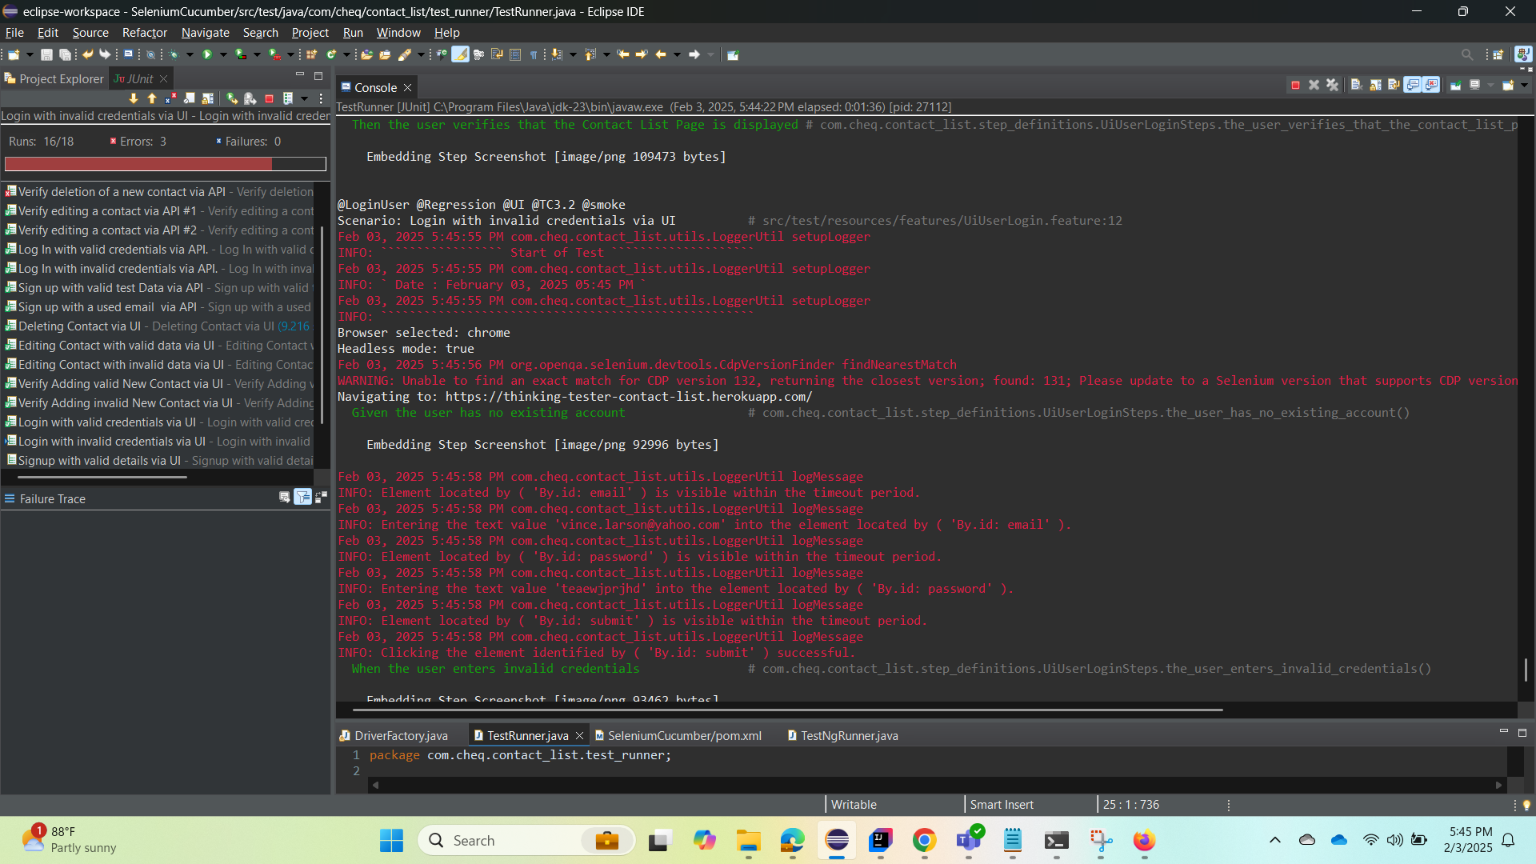 eclipse-workspace - SeleniumCucumber/src/test/java/com/cheq/contact_list/test_runner/TestRunner.java - Eclipse IDE
File Edit Source Refactor Navigate Search Project Run Window Help
Project Explorer JUnit
Console
TestRunner [JUnit] C:\Program Files\Java\jdk-23\bin\javaw.exe (Feb 3, 2025, 5:44:22 PM elapsed: 0:01:36) [pid: 27112]
Login with invalid credentials via UI - Login with invalid creder
Runs: 16/18 Errors: 3 Failures: 0
Verify deletion of a new contact via API - Verify deletion
Verify editing a contact via API #1 - Verify editing a cont
Verify editing a contact via API #2 - Verify editing a cont
Log In with valid credentials via API. - Log In with valid c
Log In with invalid credentials via API. - Log In with inva
Sign up with valid test Data via API - Sign up with valid
Sign up with a used email via API - Sign up with a used
Deleting Contact via UI - Deleting Contact via UI (9.216
Editing Contact with valid data via UI - Editing Contact v
Editing Contact with invalid data via UI - Editing Contac
Verify Adding valid New Contact via UI - Verify Adding v
Verify Adding invalid New Contact via UI - Verify Adding
Login with valid credentials via UI - Login with valid crec
Login with invalid credentials via UI - Login with invalid
Signup with valid details via UI - Signup with valid detai
Failure Trace
Then the user verifies that the Contact List Page is displayed # com.cheq.contact_list.step_definitions.UiUserLoginSteps.the_user_verifies_that_the_contact_list_p
Embedding Step Screenshot [image/png 109473 bytes]
@LoginUser @Regression @UI @TC3.2 @smoke
Scenario: Login with invalid credentials via UI # src/test/resources/features/UiUserLogin.feature:12
Feb 03, 2025 5:45:55 PM com.cheq.contact_list.utils.LoggerUtil setupLogger
INFO: ````````````````` Start of Test ````````````````````
Feb 03, 2025 5:45:55 PM com.cheq.contact_list.utils.LoggerUtil setupLogger
INFO: ` Date : February 03, 2025 05:45 PM `
Feb 03, 2025 5:45:55 PM com.cheq.contact_list.utils.LoggerUtil setupLogger
INFO: ````````````````````````````````````````````````````
Browser selected: chrome
Headless mode: true
Feb 03, 2025 5:45:56 PM org.openqa.selenium.devtools.CdpVersionFinder findNearestMatch
WARNING: Unable to find an exact match for CDP version 132, returning the closest version; found: 131; Please update to a Selenium version that supports CDP version
Navigating to: https://thinking-tester-contact-list.herokuapp.com/
Given the user has no existing account # com.cheq.contact_list.step_definitions.UiUserLoginSteps.the_user_has_no_existing_account()
Embedding Step Screenshot [image/png 92996 bytes]
Feb 03, 2025 5:45:58 PM com.cheq.contact_list.utils.LoggerUtil logMessage
INFO: Element located by ( 'By.id: email' ) is visible within the timeout period.
Feb 03, 2025 5:45:58 PM com.cheq.contact_list.utils.LoggerUtil logMessage
INFO: Entering the text value 'vince.larson@yahoo.com' into the element located by ( 'By.id: email' ).
Feb 03, 2025 5:45:58 PM com.cheq.contact_list.utils.LoggerUtil logMessage
INFO: Element located by ( 'By.id: password' ) is visible within the timeout period.
Feb 03, 2025 5:45:58 PM com.cheq.contact_list.utils.LoggerUtil logMessage
INFO: Entering the text value 'teaewjprjhd' into the element located by ( 'By.id: password' ).
Feb 03, 2025 5:45:58 PM com.cheq.contact_list.utils.LoggerUtil logMessage
INFO: Element located by ( 'By.id: submit' ) is visible within the timeout period.
Feb 03, 2025 5:45:58 PM com.cheq.contact_list.utils.LoggerUtil logMessage
INFO: Clicking the element identified by ( 'By.id: submit' ) successful.
When the user enters invalid credentials # com.cheq.contact_list.step_definitions.UiUserLoginSteps.the_user_enters_invalid_credentials()
Embedding Step Screenshot [image/png 93462 bytes]
DriverFactory.java TestRunner.java SeleniumCucumber/pom.xml TestNgRunner.java
1 package com.cheq.contact_list.test_runner;
2
Writable Smart Insert 25 : 1 : 736
1 88°F
Partly sunny
Search
5:45 PM
2/3/2025